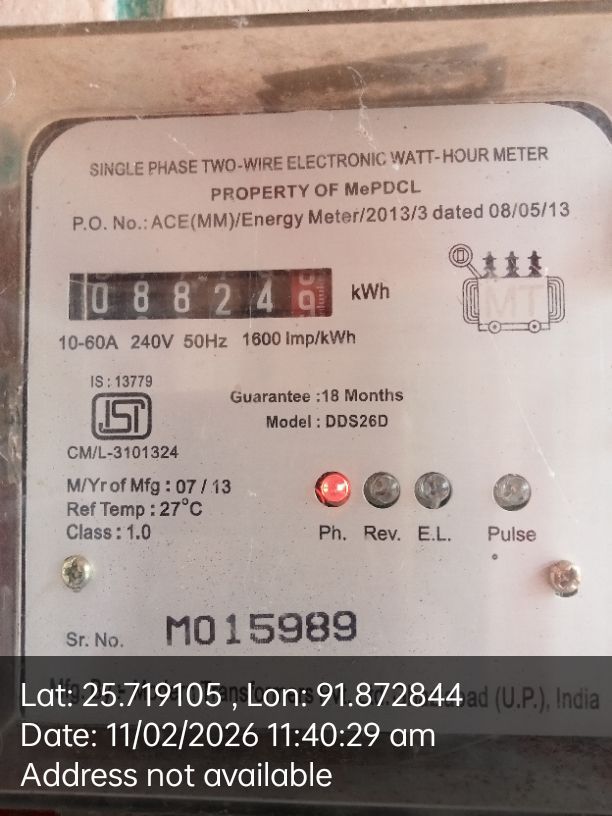 SINGLE PHASE TWO-WIRE ELECTRONIC WATT-HOUR METER
PROPERTY OF MePDCL
P.O. No.: ACE(MM)/Energy Meter/2013/3 dated 08/05/13
0 8 8 2 4 9 kWh
MT
10-60A 240V 50Hz 1600 Imp/kWh
IS : 13779
ISI
CM/L-3101324
Guarantee :18 Months
Model : DDS26D
M/Yr of Mfg : 07 / 13
Ref Temp : 27°C
Class : 1.0
Ph. Rev. E.L. Pulse
Sr. No. M015989
(U.P.), India
Lat: 25.719105 , Lon: 91.872844
Date: 11/02/2026 11:40:29 am
Address not available